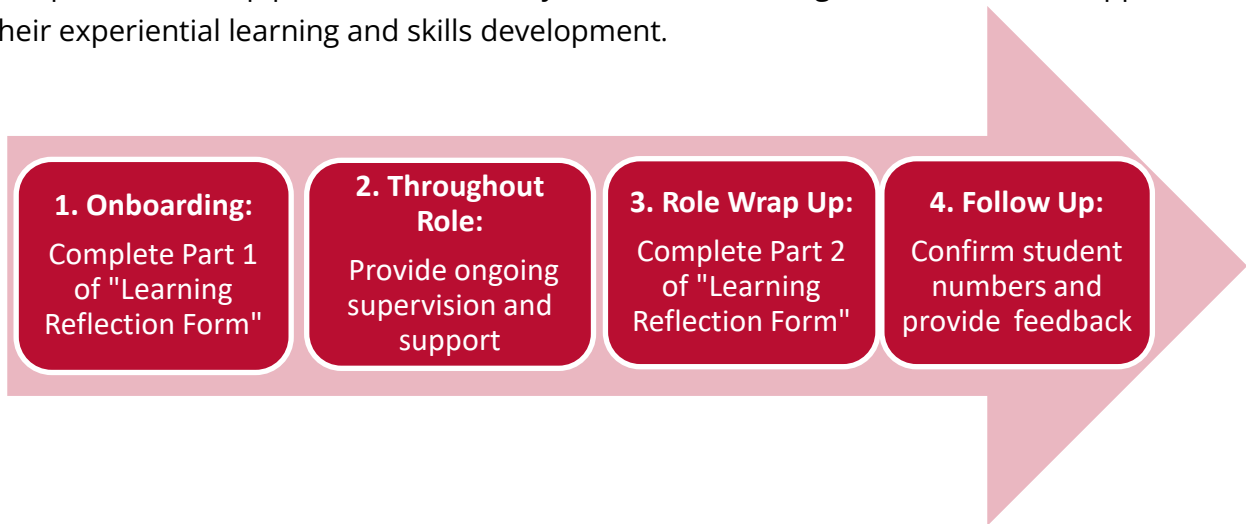 their experiential learning and skills development.
1. Onboarding:
Complete Part 1
of "Learning
Reflection Form"
2. Throughout
Role:
Provide ongoing
supervision and
support
3. Role Wrap Up:
Complete Part 2
of "Learning
Reflection Form"
4. Follow Up:
Confirm student
numbers and
provide feedback